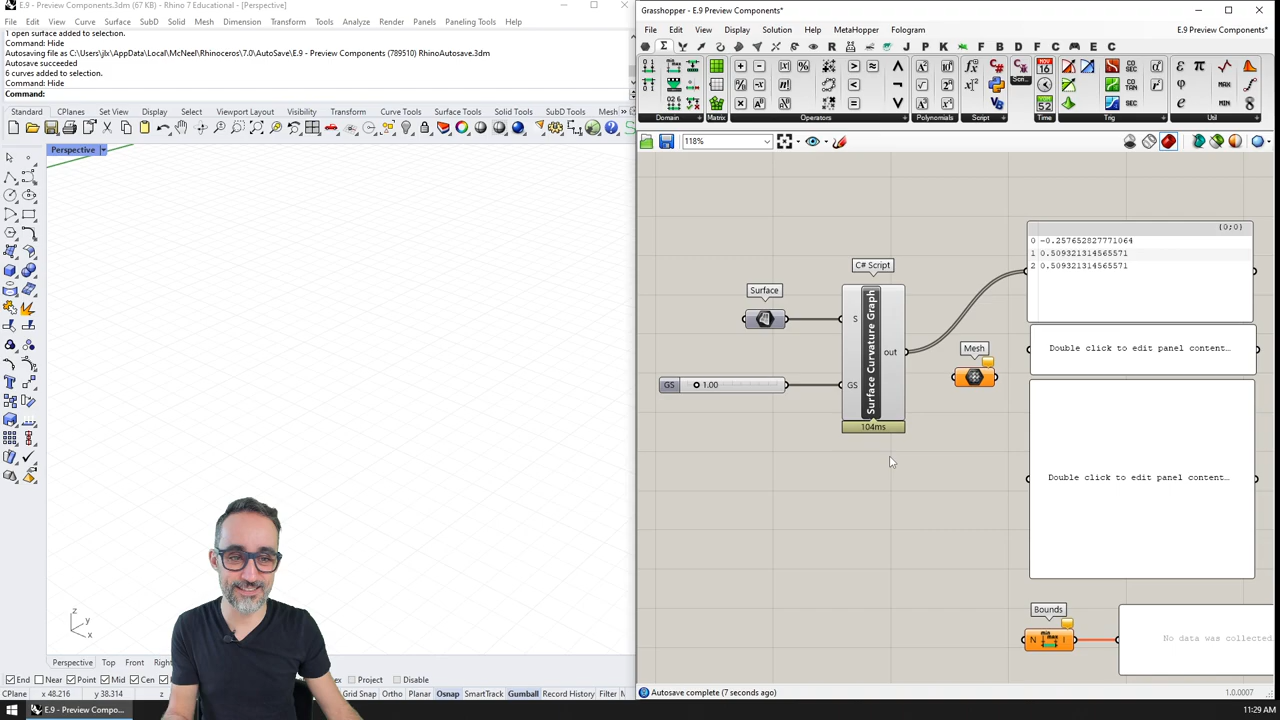 E.9 - Preview Components.3dm (67 KB) - Rhino 7 Educational - [Perspective]
File Edit View Curve Surface SubD Solid Mesh Dimension Transform Tools Analyze Render Panels Paneling Tools Help
1 open surface added to selection.
Command: Hide
Autosaving file as C:\Users\jlx\AppData\Local\McNeel\Rhinoceros\7.0\AutoSave\E.9 - Preview Components (789510) RhinoAutosave.3dm
Autosave succeeded
6 curves added to selection.
Command: Hide
Command:
Standard CPlanes Set View Display Select Viewport Layout Visibility Transform Curve Tools Surface Tools Solid Tools SubD Tools Mesh
Perspective
z
y
x
Perspective Top Front Right
End Near Point Mid Cen Project Disable
CPlane x 48.216 y 38.314 Grid Snap Ortho Planar Osnap SmartTrack Gumball Record History Filter
E.9 - Preview Compo...
Grasshopper - E.9 Preview Components*
File Edit View Display Solution Help MetaHopper Fologram E.9 Preview Components*
Domain Matrix Operators Polynomials Script Time Trig Util
118%
C# Script
Surface
S
GS
Surface Curvature Graph
out
104ms
GS 1.00
Mesh
{0;0}
0 -0.257652827771064
1 0.509321314565571
2 0.509321314565571
Double click to edit panel content...
Double click to edit panel content...
Bounds
N I
No data was collected
Autosave complete (7 seconds ago)
1.0.0007
11:29 AM